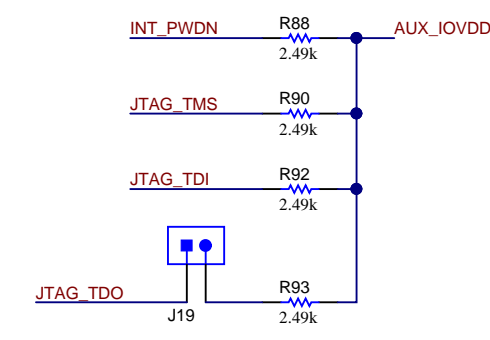 R88
INT_PWDN
AUX_IOVDD
2.49k
R90
JTAG_TMS
2.49k
R92
JTAG_TDI
2.49k
R93
JTAG_TDO
J19
2.49k